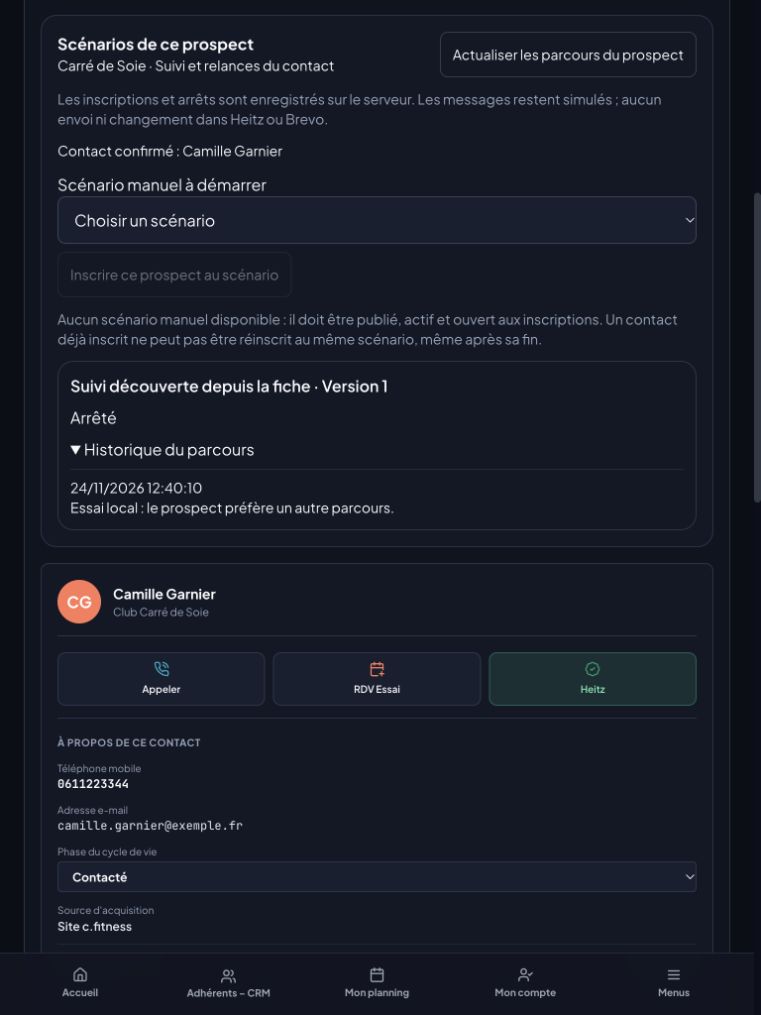 Scénarios de ce prospect
Carré de Soie · Suivi et relances du contact
Actualiser les parcours du prospect
Les inscriptions et arrêts sont enregistrés sur le serveur. Les messages restent simulés ; aucun
envoi ni changement dans Heitz ou Brevo.
Contact confirmé : Camille Garnier
Scénario manuel à démarrer
Choisir un scénario
Inscrire ce prospect au scénario
Aucun scénario manuel disponible : il doit être publié, actif et ouvert aux inscriptions. Un contact
déjà inscrit ne peut pas être réinscrit au même scénario, même après sa fin.
Suivi découverte depuis la fiche · Version 1
Arrêté
▼ Historique du parcours
24/11/2026 12:40:10
Essai local : le prospect préfère un autre parcours.
CG
Camille Garnier
Club Carré de Soie
Appeler
RDV Essai
Heitz
À PROPOS DE CE CONTACT
Téléphone mobile
0611223344
Adresse e-mail
camille.garnier@exemple.fr
Phase du cycle de vie
Contacté
Source d'acquisition
Site c.fitness
Accueil
Adhérents – CRM
Mon planning
Mon compte
Menus